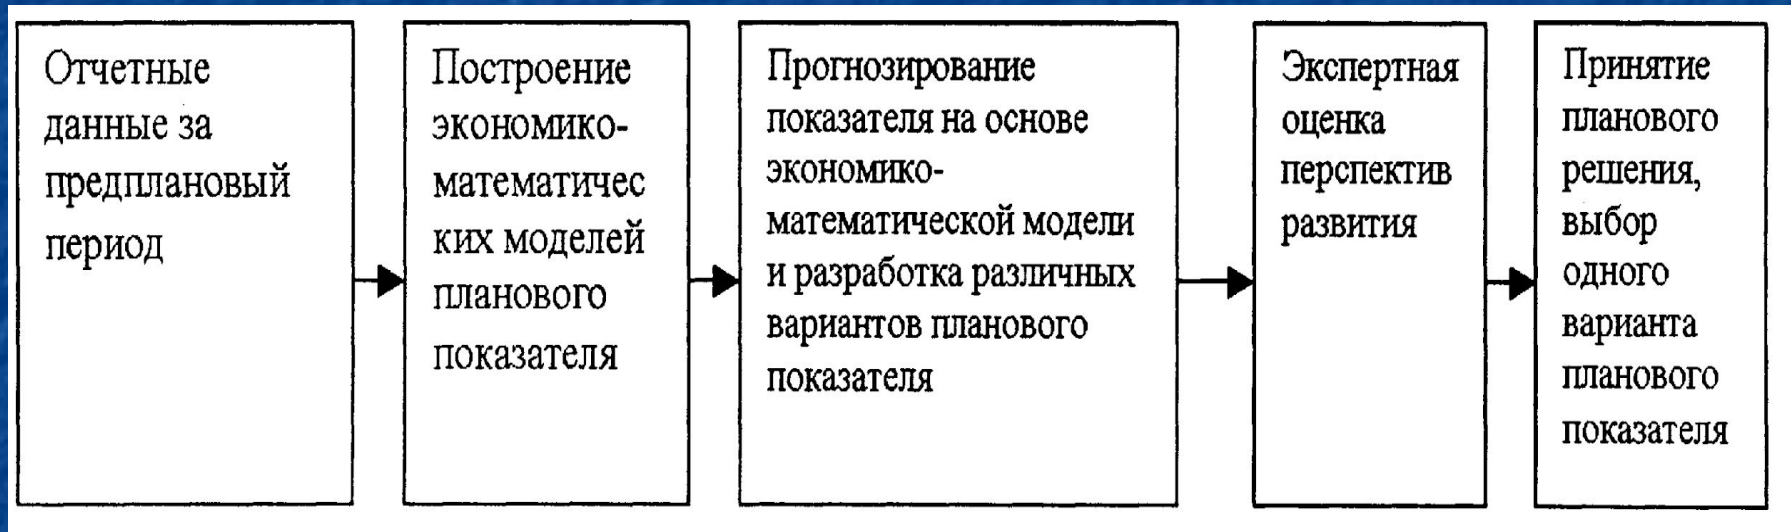 Отчетные
данные за
предплановый
период
Построение
экономико-
математичес
ких моделей
планового
показателя
Прогнозирование
показателя на основе
экономико-
математической модели
и разработка различных
вариантов планового
показателя
Экспертная
оценка
перспектив
развития
Принятие
планового
решения,
выбор
одного
варианта
планового
показателя